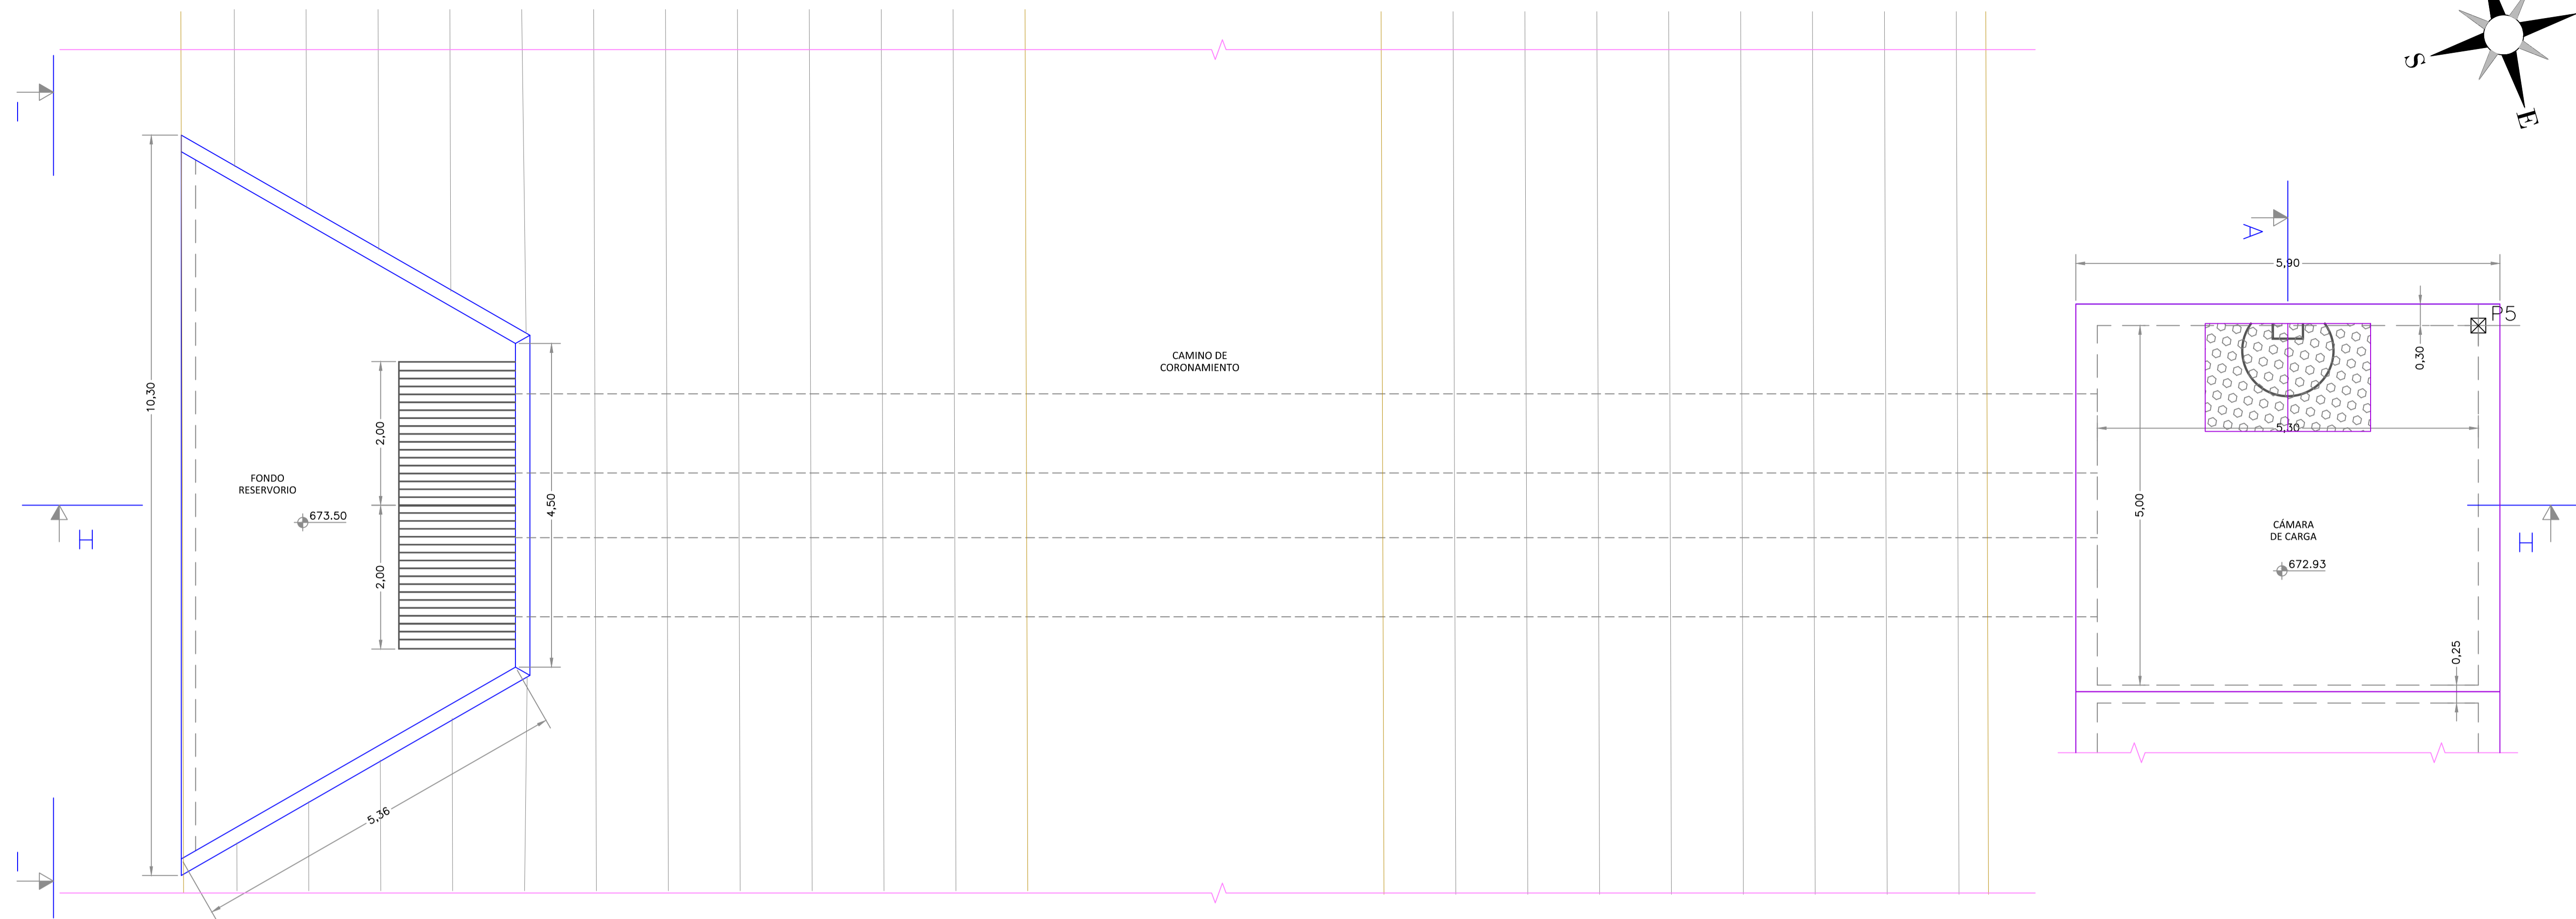 S
E
I
A
5,90
P5
0,30
CAMINO DE
CORONAMIENTO
10,30
2,00
5,30
FONDO
RESERVORIO
673.50
4,50
5,00
CÁMARA
DE CARGA
672.93
H
H
2,00
0,25
5,36
I